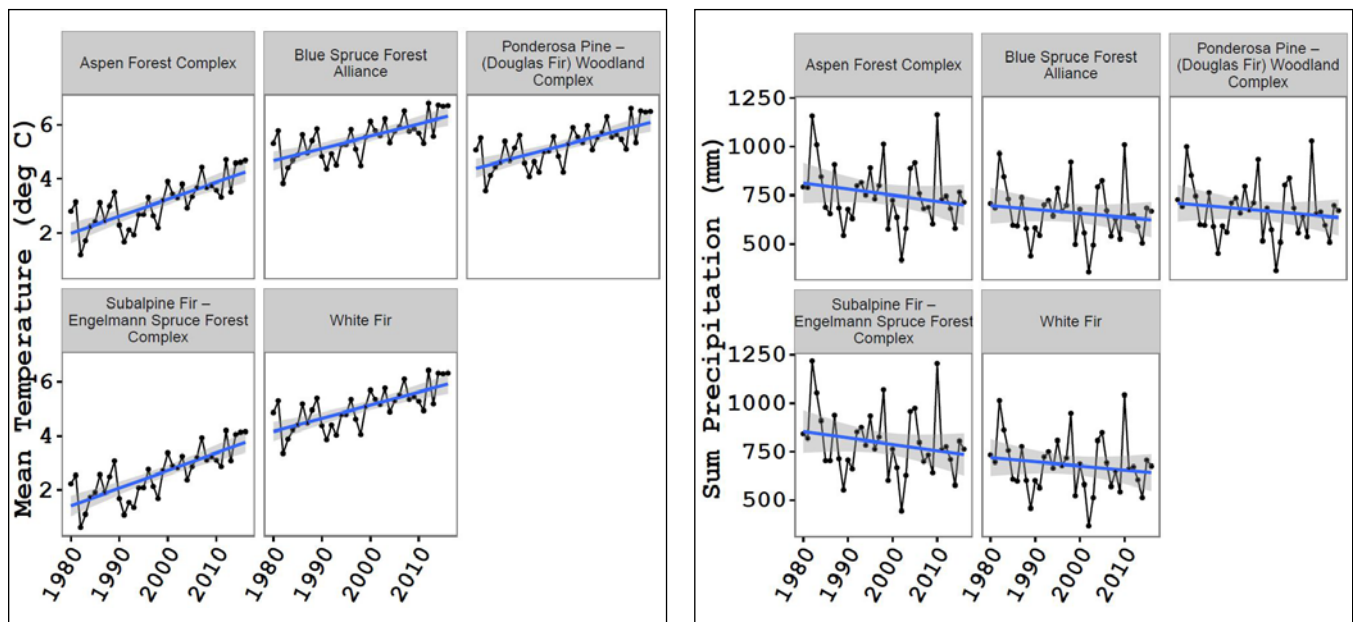 Mean Temperature (deg C)
Aspen Forest Complex
Blue Spruce Forest
Alliance
Ponderosa Pine –
(Douglas Fir) Woodland
Complex
6
4
2
Subalpine Fir –
Engelmann Spruce Forest
Complex
White Fir
6
4
2
1980
1990
2000
2010
1980
1990
2000
2010
Sum Precipitation (mm)
Aspen Forest Complex
Blue Spruce Forest
Alliance
Ponderosa Pine –
(Douglas Fir) Woodland
Complex
1250
1000
750
500
Subalpine Fir –
Engelmann Spruce Forest
Complex
White Fir
1250
1000
750
500
1980
1990
2000
2010
1980
1990
2000
2010